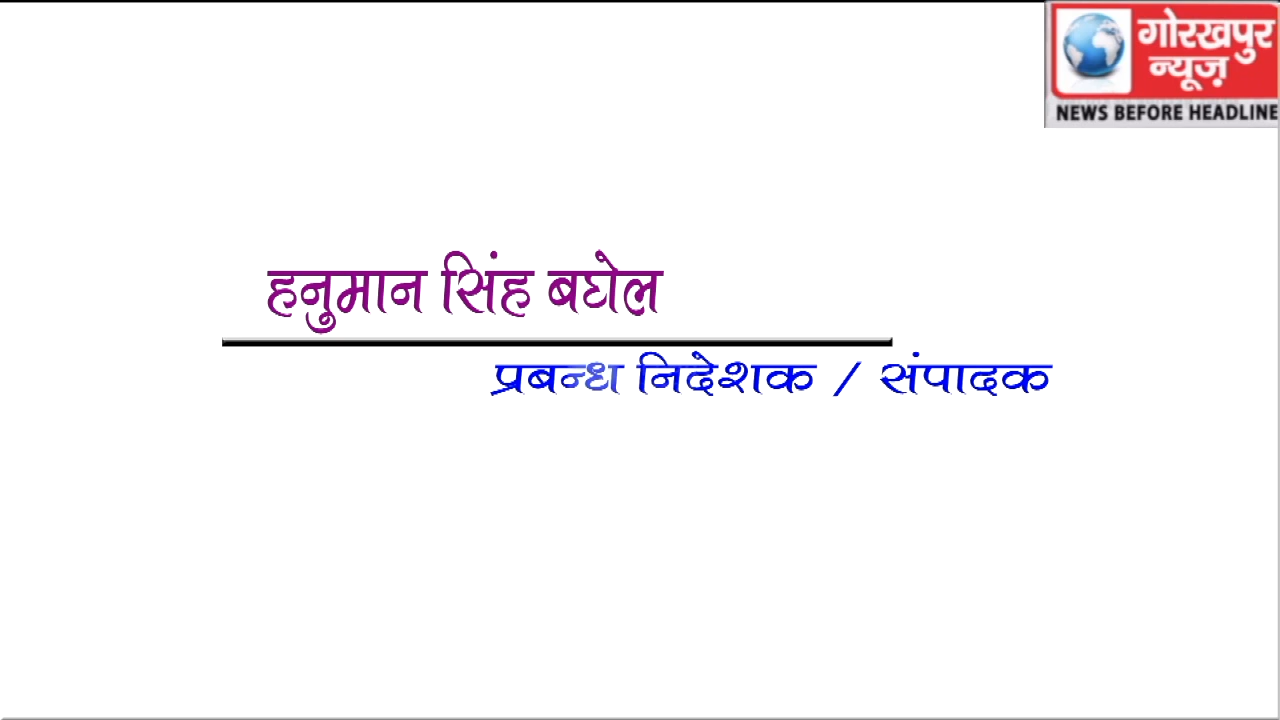 गोरखपुर
न्यूज़
NEWS BEFORE HEADLINE
हनुमान सिंह बघेल
प्रबन्ध निदेशक / संपादक